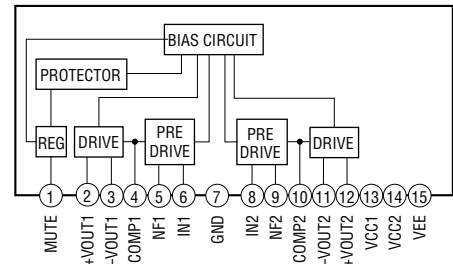 BIAS CIRCUIT
PROTECTOR
REG
DRIVE
PRE
DRIVE
PRE
DRIVE
DRIVE
1 2 3 4 5 6 7 8 9 10 11 12 13 14 15
MUTE
+VOUT1
-VOUT1
COMP1
NF1
IN1
GND
IN2
NF2
COMP2
-VOUT2
+VOUT2
VCC1
VCC2
VEE